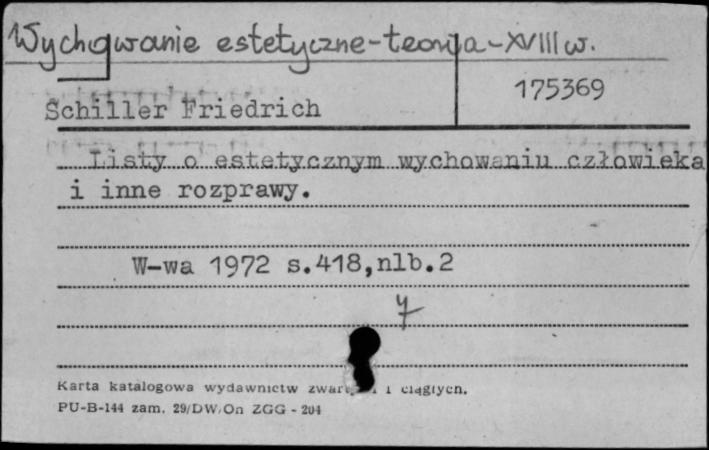 Wychowanie estetyczne-teoria-XVIII w.
175369
Schiller Friedrich
Listy o estetycznym wychowaniu człowieka
i inne rozprawy.
W-wa 1972 s.418,nlb.2
Karta katalogowa wydawnictw i ciągłych.
PU-B-144 zam. 29/DW/On ZGG - 204